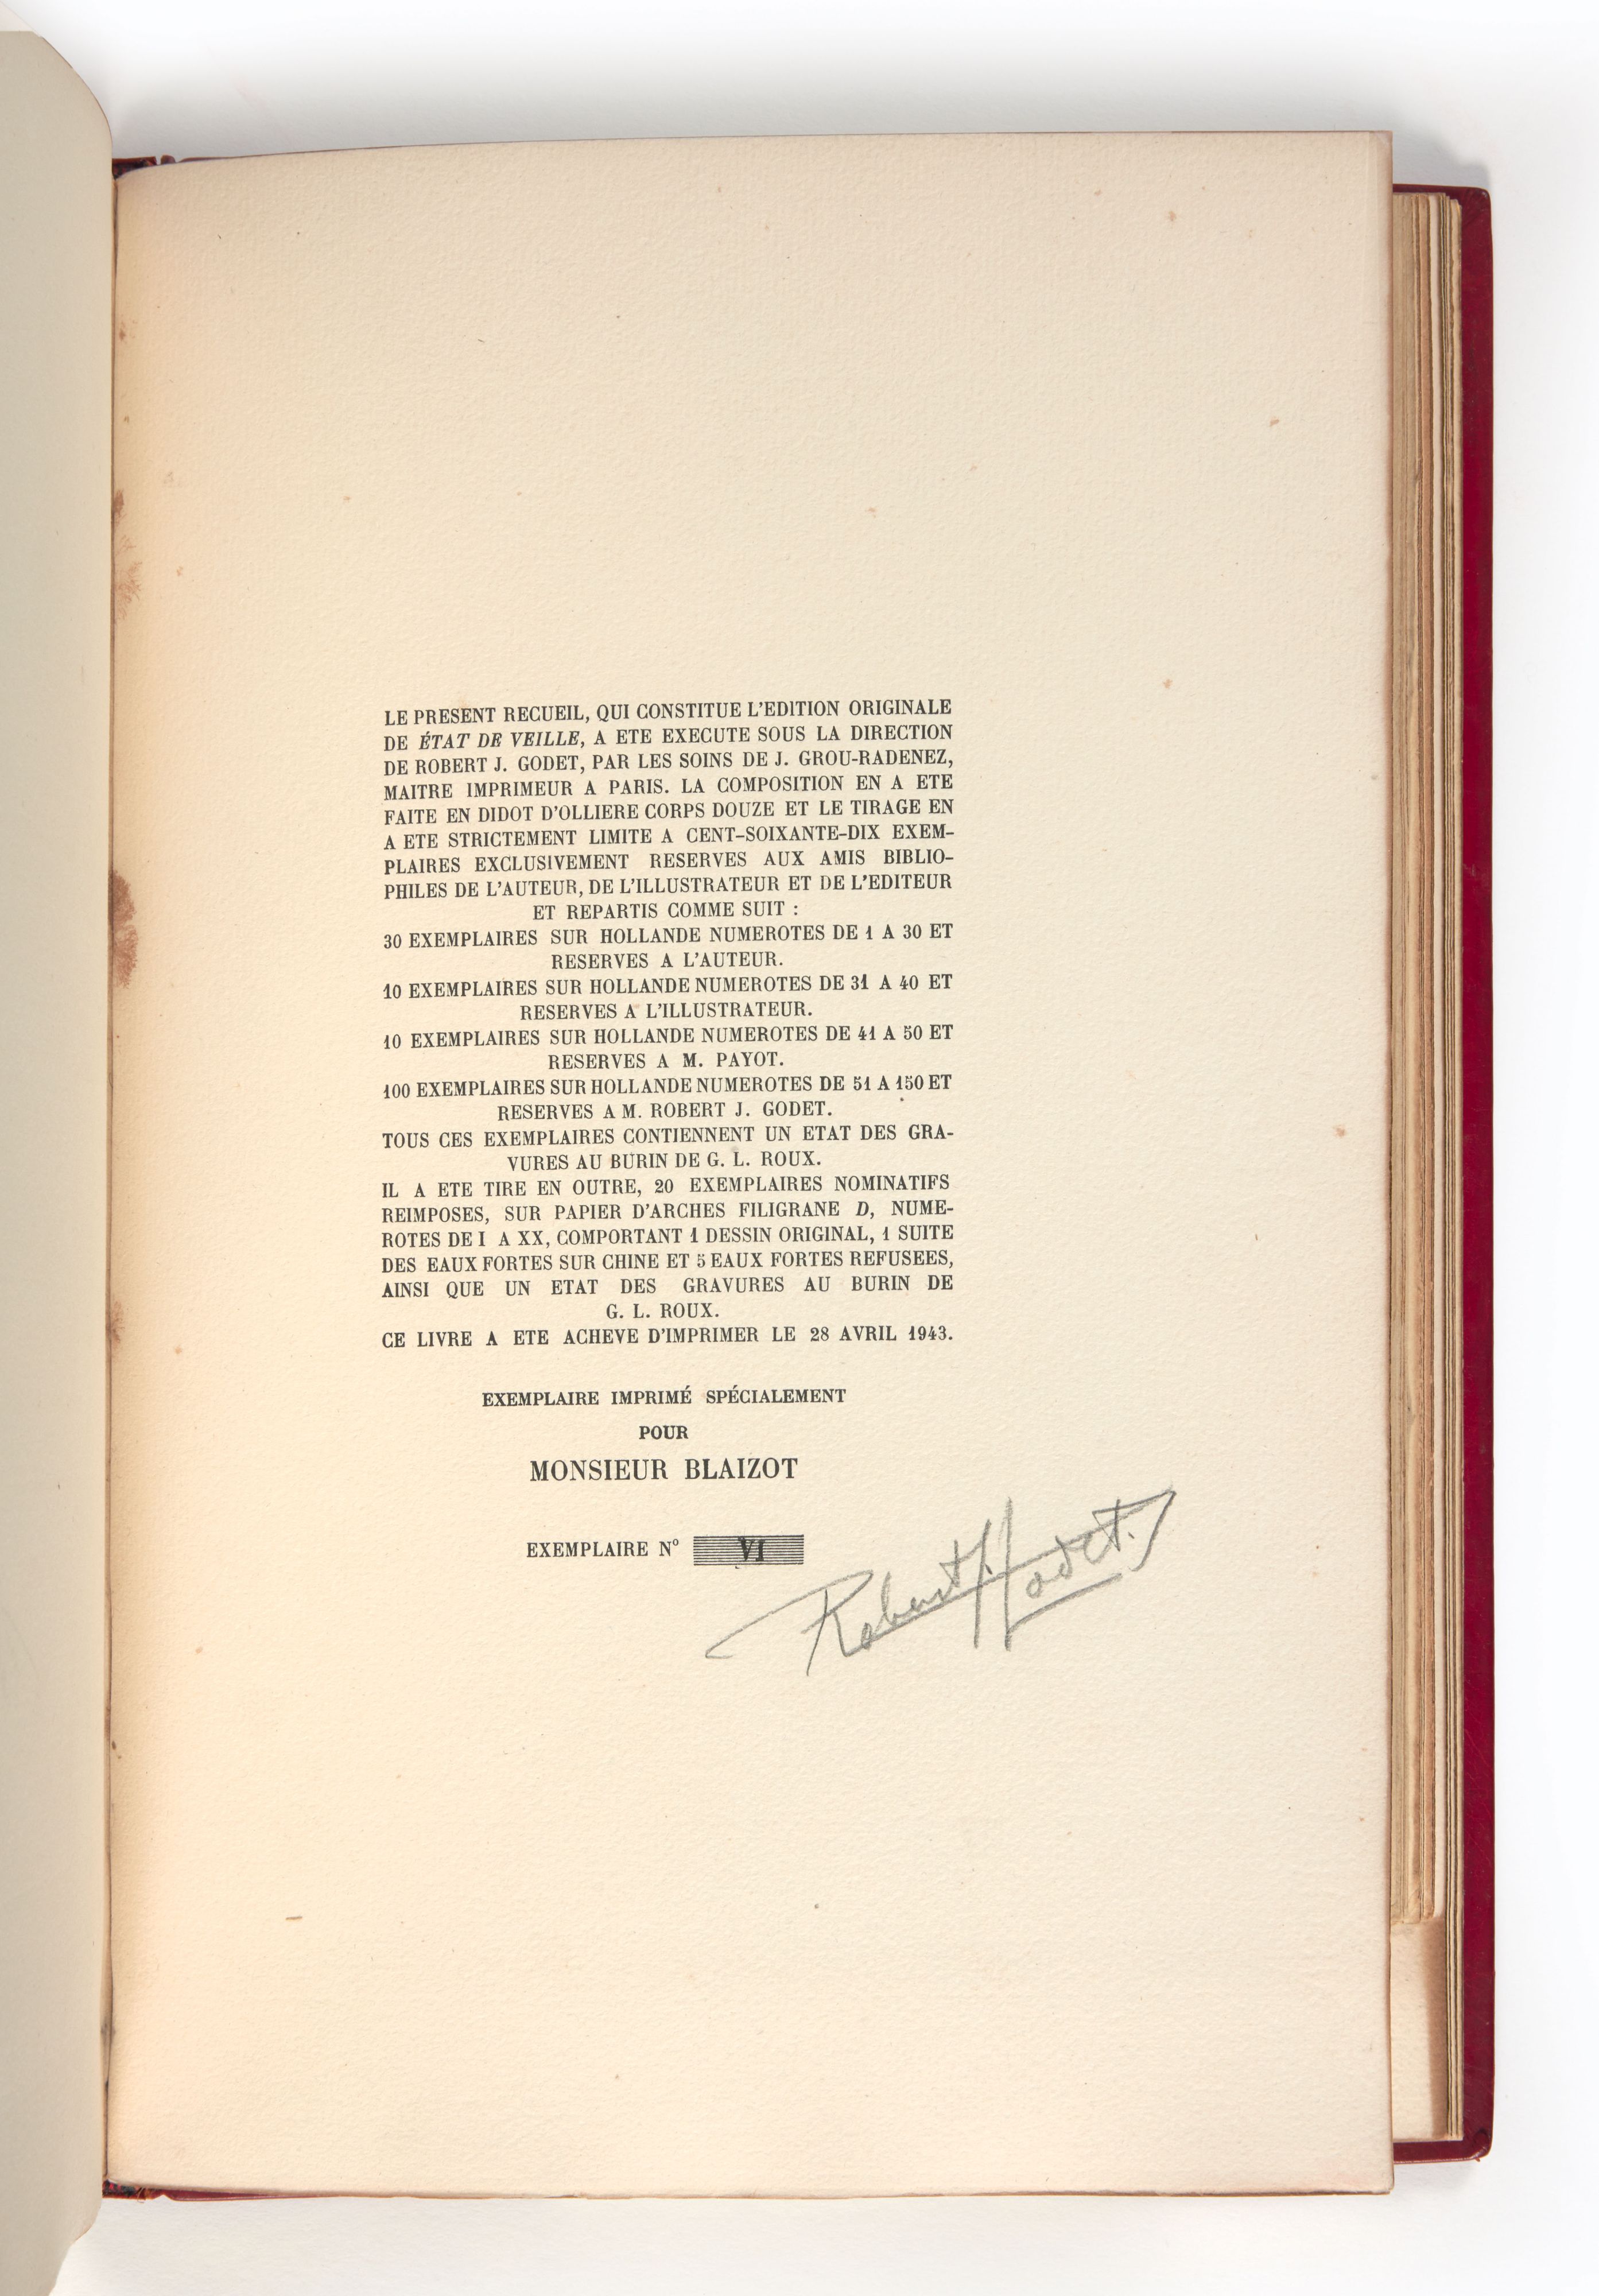 LE PRESENT RECUEIL, QUI CONSTITUE L'EDITION ORIGINALE
DE ÉTAT DE VEILLE, A ETE EXECUTE SOUS LA DIRECTION
DE ROBERT J. GODET, PAR LES SOINS DE J. GROU-RADENEZ,
MAITRE IMPRIMEUR A PARIS. LA COMPOSITION EN A ETE
FAITE EN DIDOT D'OLLIERE CORPS DOUZE ET LE TIRAGE EN
A ETE STRICTEMENT LIMITE A CENT-SOIXANTE-DIX EXEM-
PLAIRES EXCLUSIVEMENT RESERVES AUX AMIS BIBLIO-
PHILES DE L'AUTEUR, DE L'ILLUSTRATEUR ET DE L'EDITEUR
ET REPARTIS COMME SUIT :
30 EXEMPLAIRES SUR HOLLANDE NUMEROTES DE 1 A 30 ET
RESERVES A L'AUTEUR.
10 EXEMPLAIRES SUR HOLLANDE NUMEROTES DE 31 A 40 ET
RESERVES A L'ILLUSTRATEUR.
10 EXEMPLAIRES SUR HOLLANDE NUMEROTES DE 41 A 50 ET
RESERVES A M. PAYOT.
100 EXEMPLAIRES SUR HOLLANDE NUMEROTES DE 51 A 150 ET
RESERVES A M. ROBERT J. GODET.
TOUS CES EXEMPLAIRES CONTIENNENT UN ETAT DES GRA-
VURES AU BURIN DE G. L. ROUX.
IL A ETE TIRE EN OUTRE, 20 EXEMPLAIRES NOMINATIFS
REIMPOSES, SUR PAPIER D'ARCHES FILIGRANE D, NUME-
ROTES DE I A XX, COMPORTANT 1 DESSIN ORIGINAL, 1 SUITE
DES EAUX FORTES SUR CHINE ET 5 EAUX FORTES REFUSEES,
AINSI QUE UN ETAT DES GRAVURES AU BURIN DE
G. L. ROUX.
CE LIVRE A ETE ACHEVE D'IMPRIMER LE 28 AVRIL 1943.
EXEMPLAIRE IMPRIMÉ SPÉCIALEMENT
POUR
MONSIEUR BLAIZOT
EXEMPLAIRE N° VI
Robert J. Godet.